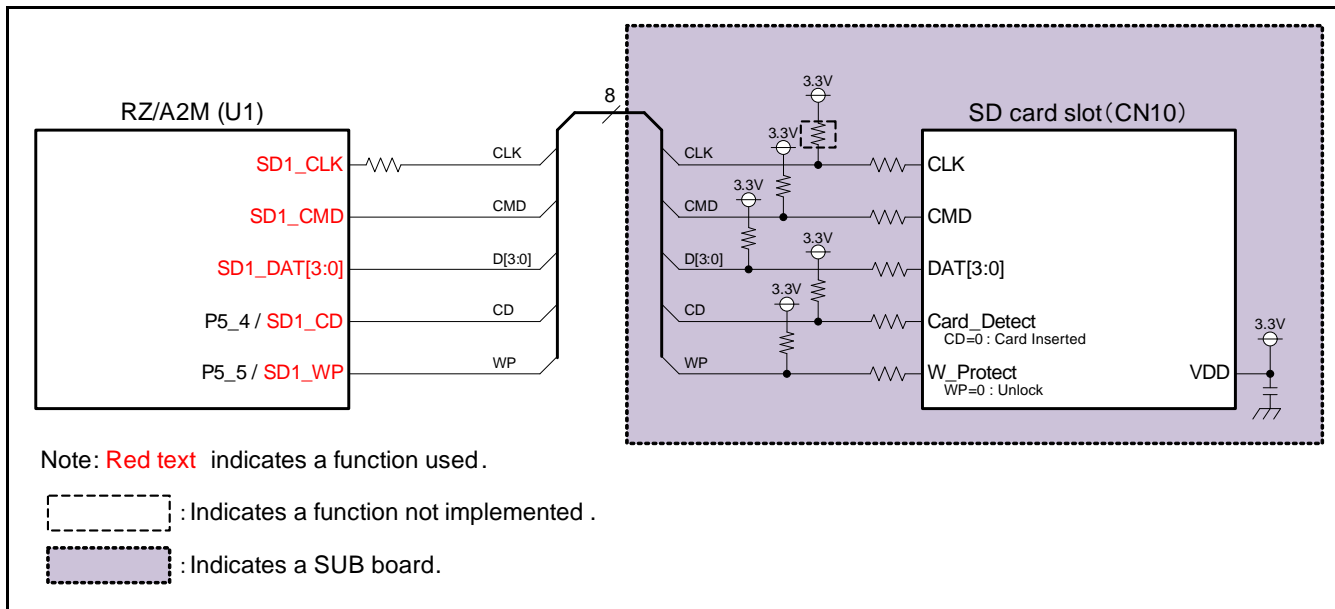 RZ/A2M (U1)
SD1_CLK
SD1_CMD
SD1_DAT[3:0]
P5_4 / SD1_CD
P5_5 / SD1_WP
CLK
CMD
D[3:0]
CD
WP
8
CLK
CMD
D[3:0]
CD
WP
3.3V
3.3V
3.3V
3.3V
3.3V
SD card slot（CN10）
CLK
CMD
DAT[3:0]
Card_Detect
CD=0 : Card Inserted
W_Protect
WP=0 : Unlock
VDD
3.3V
Note: Red text indicates a function used.
: Indicates a function not implemented .
: Indicates a SUB board.